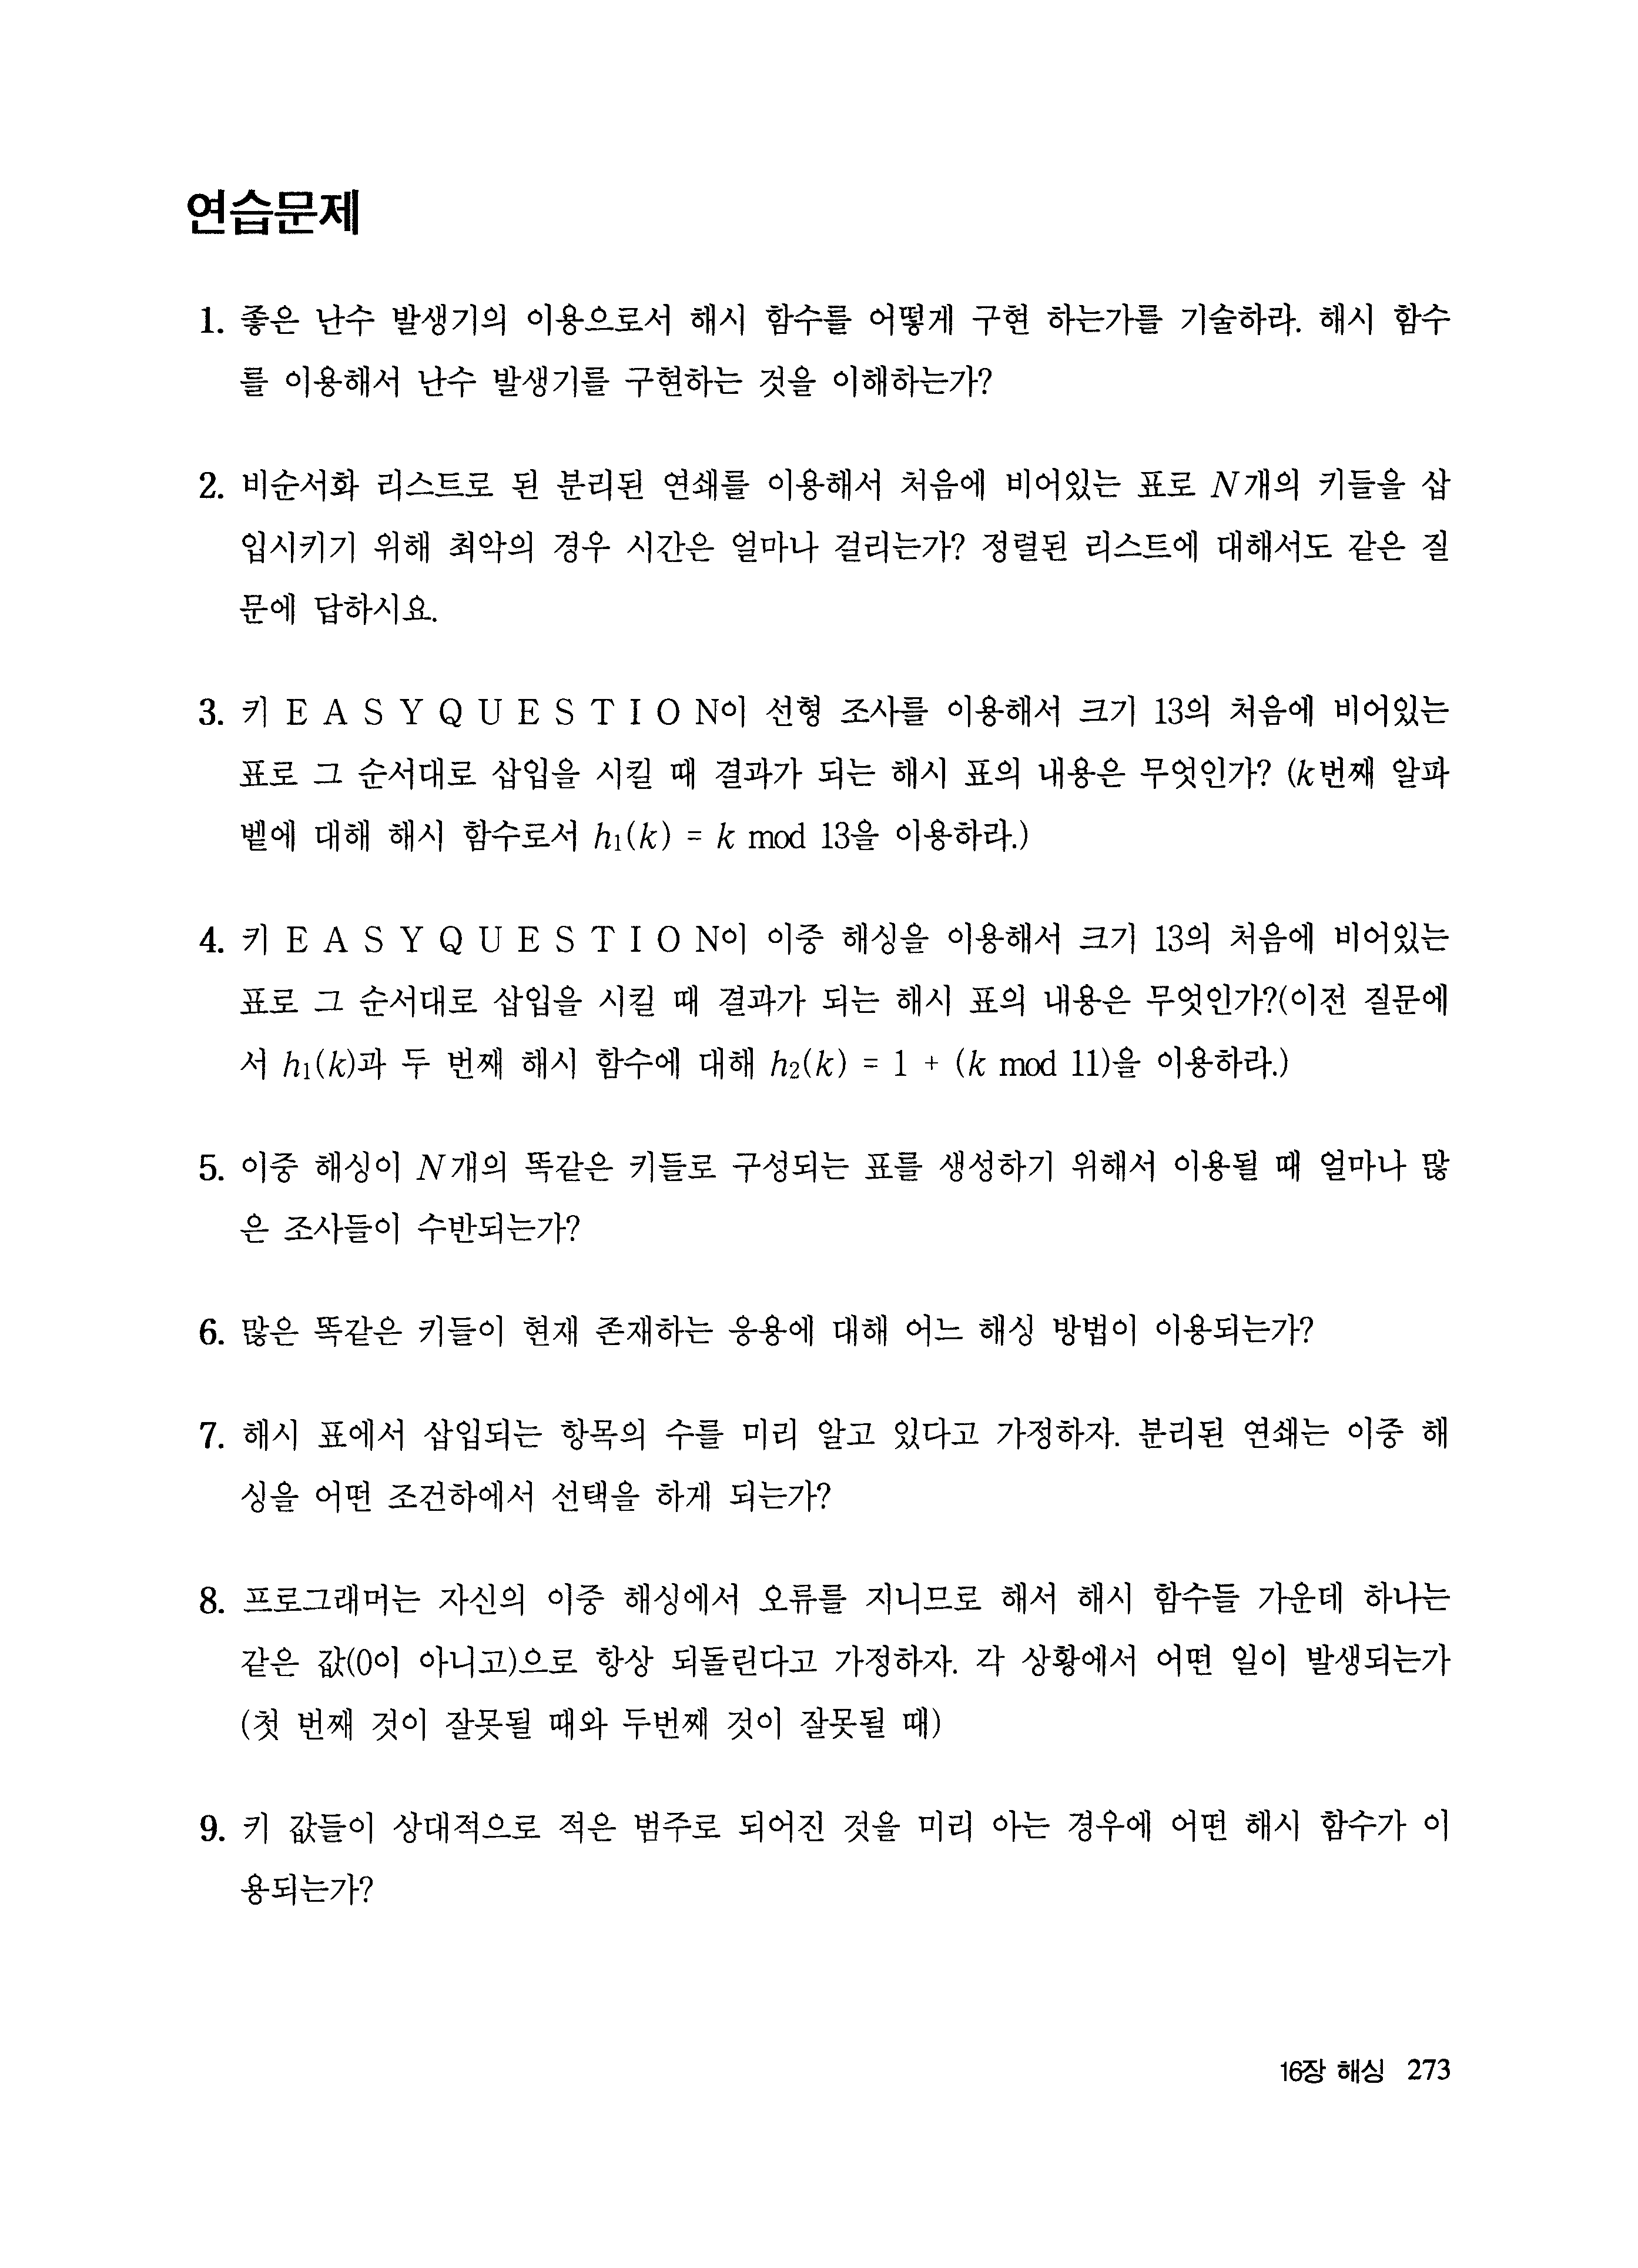 연습문제
1. 좋은 난수 발생기의 이용으로서 해시 함수를 어떻게 구현 하는가를 기술하라. 해시 함수
를 이용해서 난수 발생기를 구현하는 것을 이해하는가?
2. 비순서화 리스트로 된 분리된 연쇄를 이용해서 처음에 비어있는 표로 N개의 키들을 삽
입시키기 위해 최악의 경우 시간은 얼마나 걸리는가? 정렬된 리스트에 대해서도 같은 질
문에 답하시요.
3. 키 E A S Y Q U E S T I O N이 선형 조사를 이용해서 크기 13의 처음에 비어있는
표로 그 순서대로 삽입을 시킬 때 결과가 되는 해시 표의 내용은 무엇인가? (k번째 알파
벨에 대해 해시 함수로서 h₁(k) = k mod 13을 이용하라.)
4. 키 E A S Y Q U E S T I O N이 이중 해싱을 이용해서 크기 13의 처음에 비어있는
표로 그 순서대로 삽입을 시킬 때 결과가 되는 해시 표의 내용은 무엇인가?(이전 질문에
서 h₁(k)과 두 번째 해시 함수에 대해 h₂(k) = 1 + (k mod 11)을 이용하라.)
5. 이중 해싱이 N개의 똑같은 키들로 구성되는 표를 생성하기 위해서 이용될 때 얼마나 많
은 조사들이 수반되는가?
6. 많은 똑같은 키들이 현재 존재하는 응용에 대해 어느 해싱 방법이 이용되는가?
7. 해시 표에서 삽입되는 항목의 수를 미리 알고 있다고 가정하자. 분리된 연쇄는 이중 해
싱을 어떤 조건하에서 선택을 하게 되는가?
8. 프로그래머는 자신의 이중 해싱에서 오류를 지니므로 해서 해시 함수들 가운데 하나는
같은 값(0이 아니고)으로 항상 되돌린다고 가정하자. 각 상황에서 어떤 일이 발생되는가
(첫 번째 것이 잘못될 때와 두번째 것이 잘못될 때)
9. 키 값들이 상대적으로 적은 범주로 되어진 것을 미리 아는 경우에 어떤 해시 함수가 이
용되는가?
16장 해싱 273